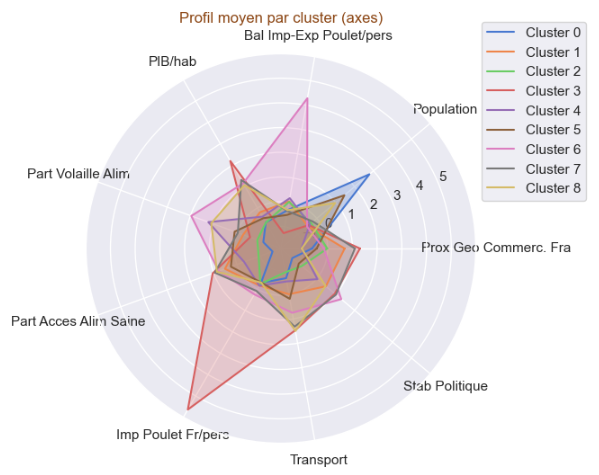 Profil moyen par cluster (axes)
Bal Imp-Exp Poulet/pers
PIB/hab
Population
Part Volaille Alim
Prox Geo Commerc. Fra
Part Acces Alim Saine
Stab Politique
Imp Poulet Fr/pers
Transport
0
1
2
3
4
5
Cluster 0
Cluster 1
Cluster 2
Cluster 3
Cluster 4
Cluster 5
Cluster 6
Cluster 7
Cluster 8